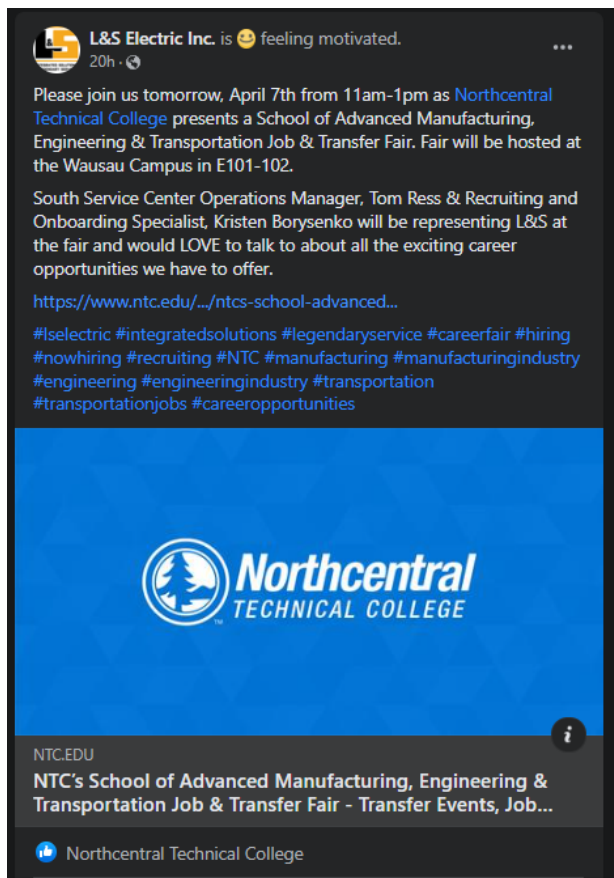 L&S Electric Inc. is 😄 feeling motivated.
20h ·
Please join us tomorrow, April 7th from 11am-1pm as Northcentral
Technical College presents a School of Advanced Manufacturing,
Engineering & Transportation Job & Transfer Fair. Fair will be hosted at
the Wausau Campus in E101-102.
South Service Center Operations Manager, Tom Ress & Recruiting and
Onboarding Specialist, Kristen Borysenko will be representing L&S at
the fair and would LOVE to talk to about all the exciting career
opportunities we have to offer.
https://www.ntc.edu/.../ntcs-school-advanced...
#lselectric #integratedsolutions #legendaryservice #careerfair #hiring
#nowhiring #recruiting #NTC #manufacturing #manufacturingindustry
#engineering #engineeringindustry #transportation
#transportationjobs #careeropportunities
Northcentral
TECHNICAL COLLEGE
TM
NTC.EDU
NTC's School of Advanced Manufacturing, Engineering &
Transportation Job & Transfer Fair - Transfer Events, Job...
Northcentral Technical College